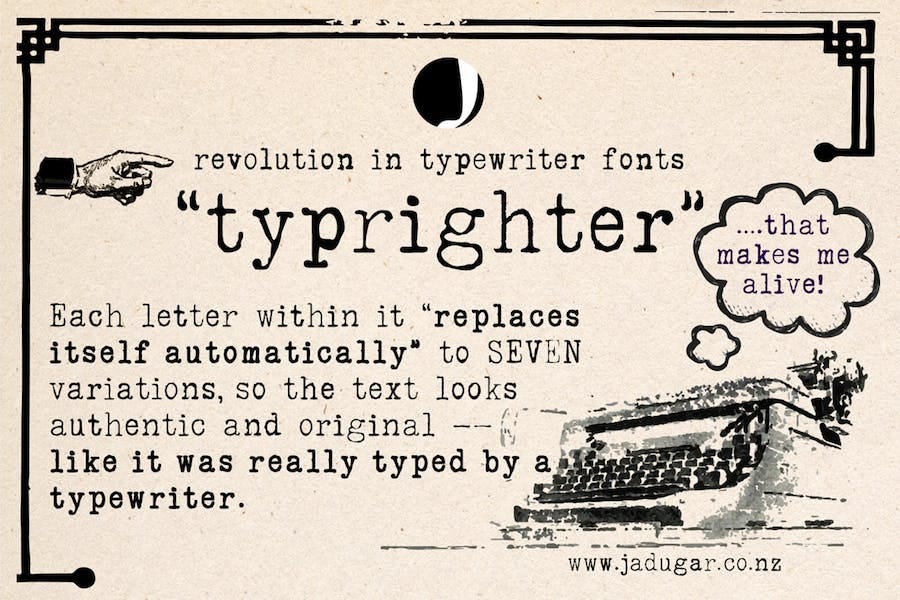 revolution in typewriter fonts
“typrighter”
....that
makes me
alive!
Each letter within it “replaces
itself automatically” to SEVEN
variations, so the text looks
authentic and original --
like it was really typed by a
typewriter.
www.jadugar.co.nz